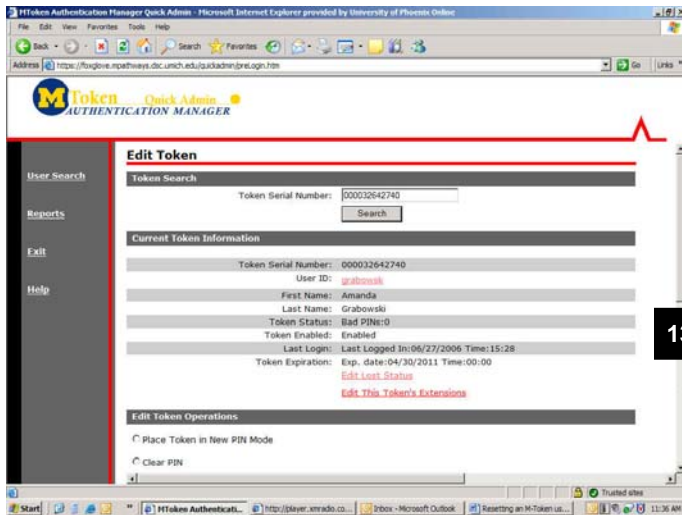 MToken Authentication Manager Quick Admin - Microsoft Internet Explorer provided by University of Phoenix Online
File Edit View Favorites Tools Help
Back Search Favorites
Address https://foxglove.mpathways.dsc.umich.edu/quickadmin/preLogin.htm Go Links »
M Token Quick Admin
AUTHENTICATION MANAGER
Edit Token
User Search
Token Search
Token Serial Number: 000032642740
Reports
Search
Current Token Information
Exit
Token Serial Number: 000032642740
User ID: grabowsk
Help
First Name: Amanda
Last Name: Grabowski
Token Status: Bad PINs:0
Token Enabled: Enabled
13
Last Login: Last Logged In:06/27/2006 Time:15:28
Token Expiration: Exp. date:04/30/2011 Time:00:00
Edit Lost Status
Edit This Token's Extensions
Edit Token Operations
Place Token in New PIN Mode
Clear PIN
Trusted sites
Start » MToken Authenticati... http://player.xmradio.co... Inbox - Microsoft Outlook Resetting an M-Token us... 11:36 AM